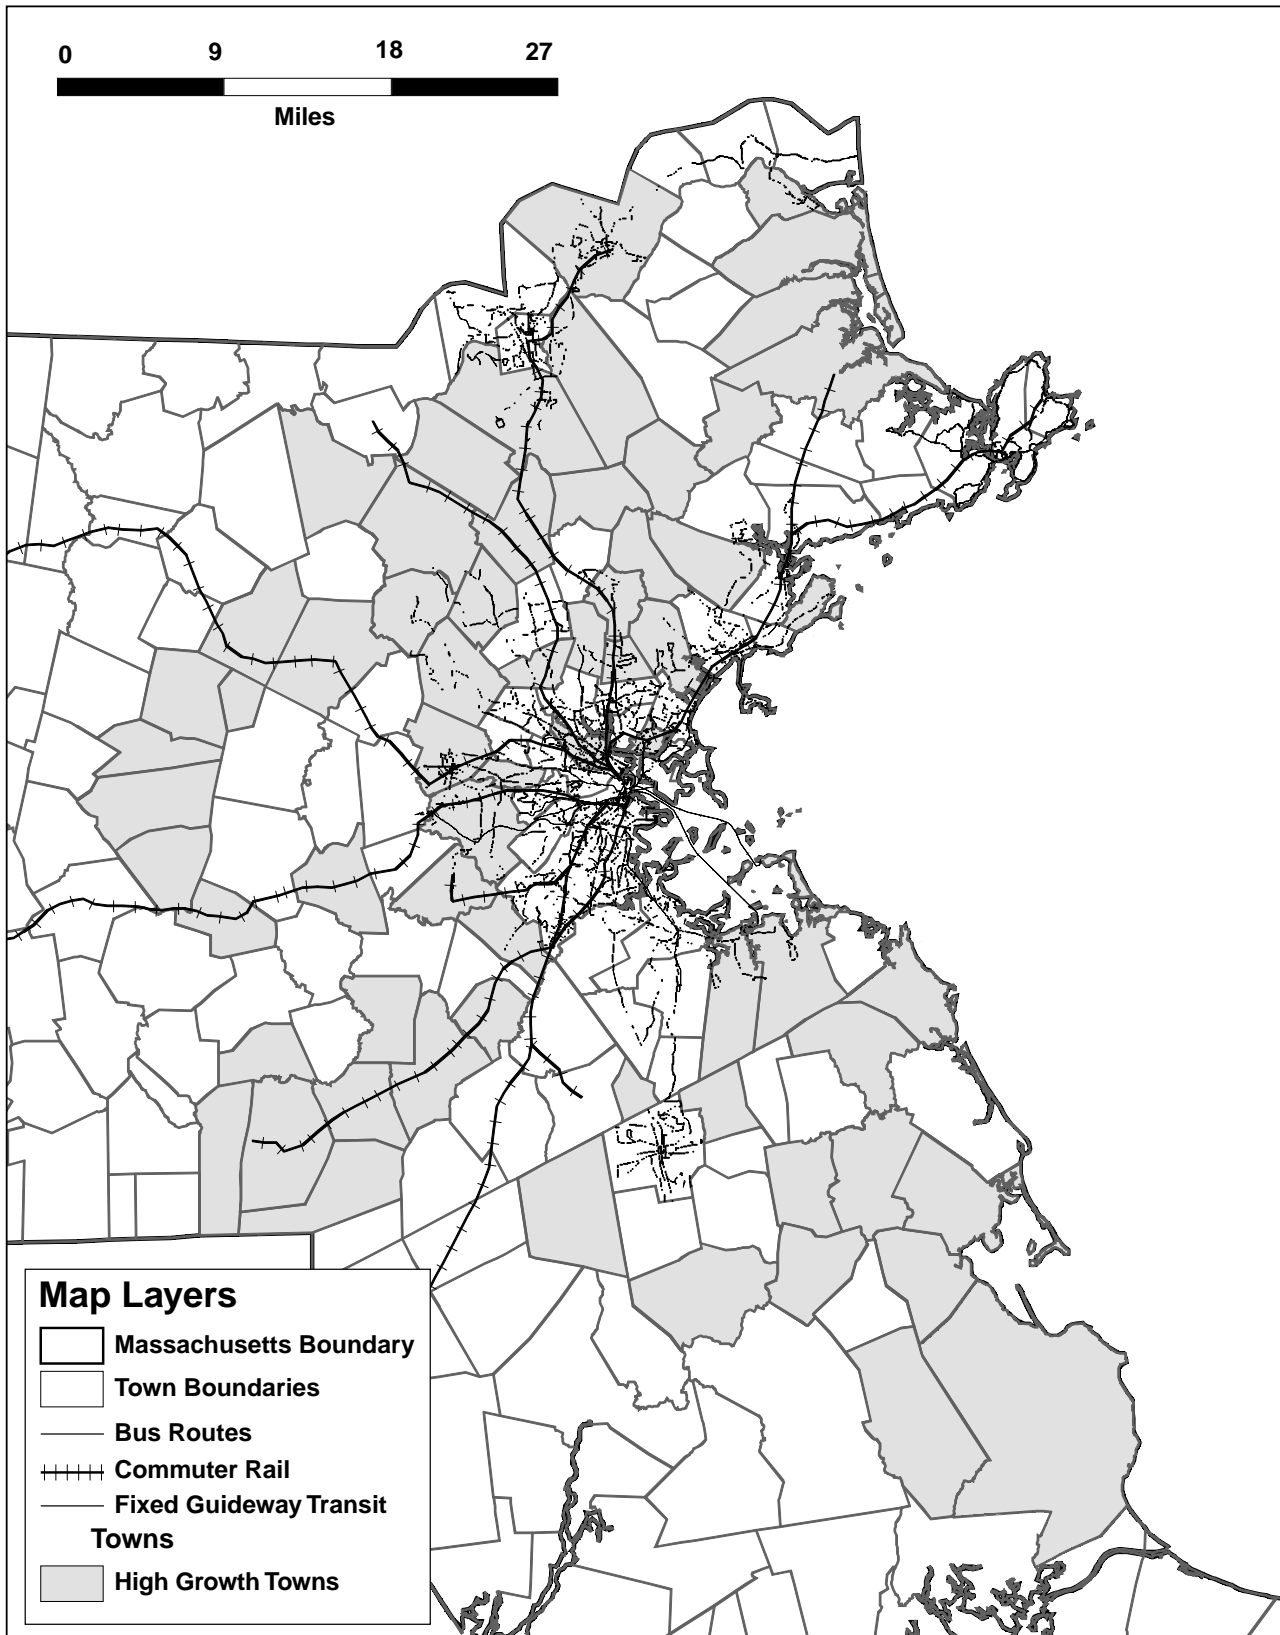 0 9 18 27
Miles
Map Layers
Massachusetts Boundary
Town Boundaries
Bus Routes
Commuter Rail
Fixed Guideway Transit
Towns
High Growth Towns